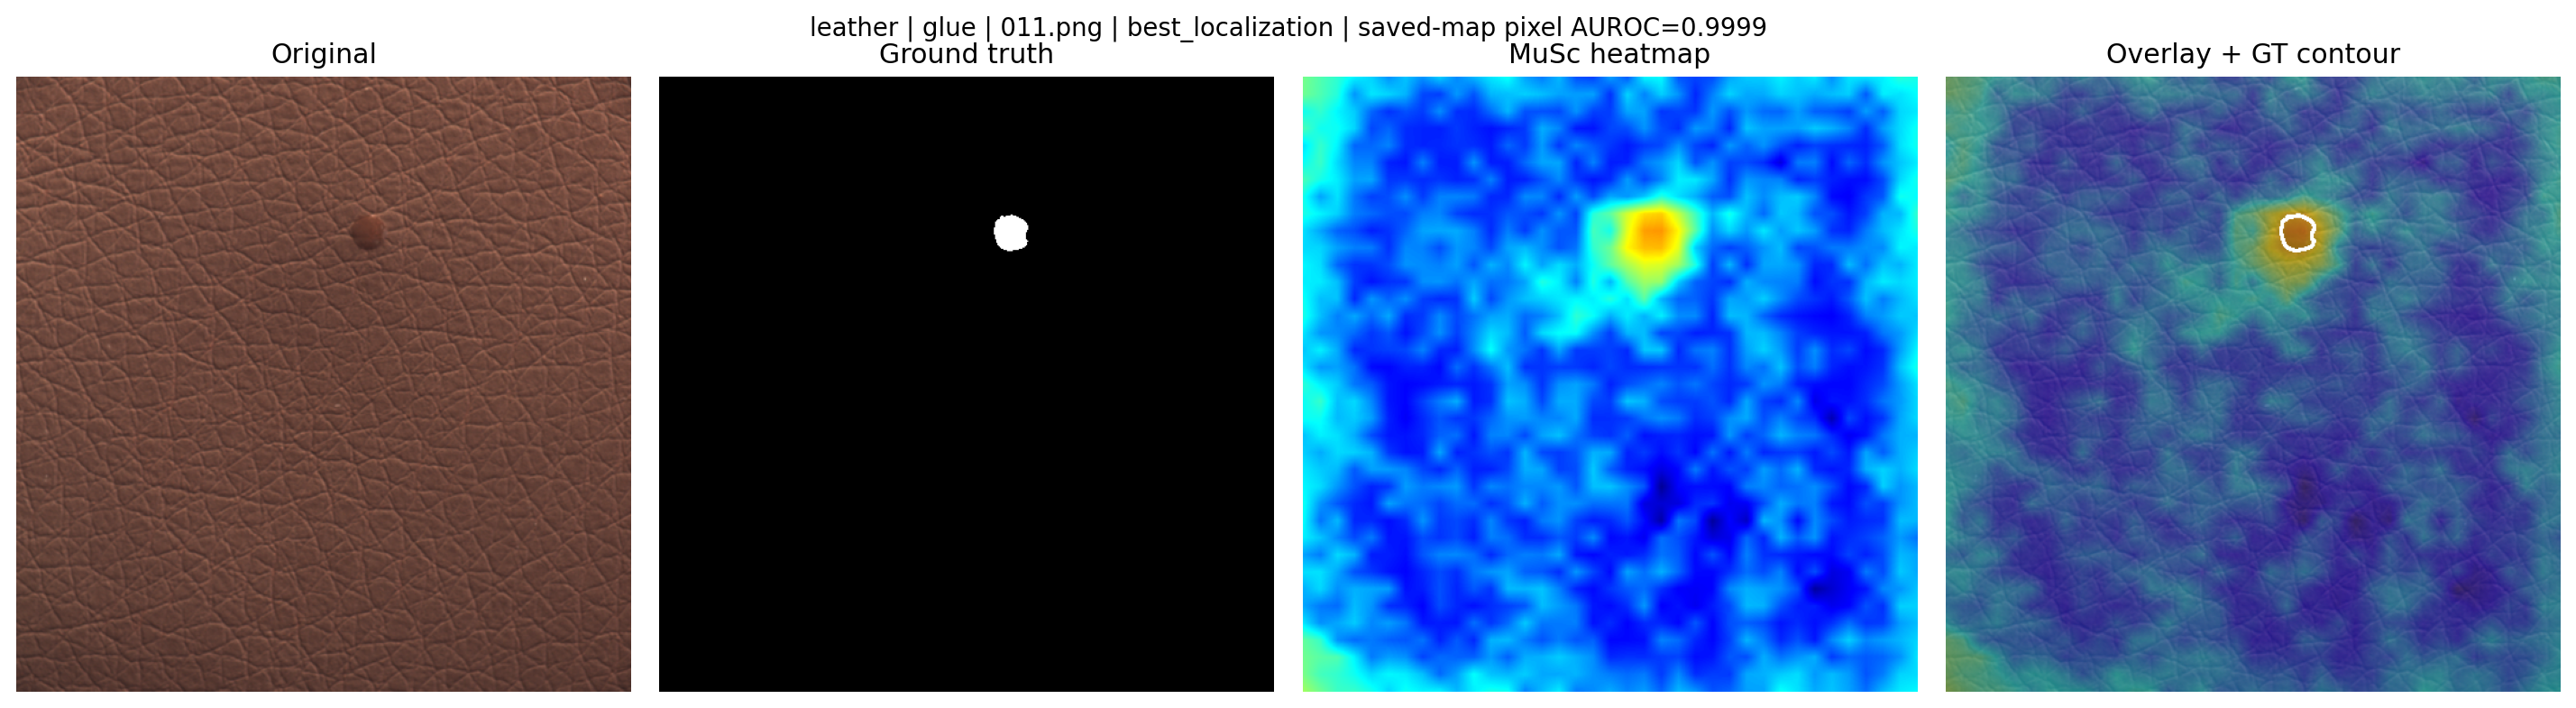 leather | glue | 011.png | best_localization | saved-map pixel AUROC=0.9999
Original
Ground truth
MuSc heatmap
Overlay + GT contour